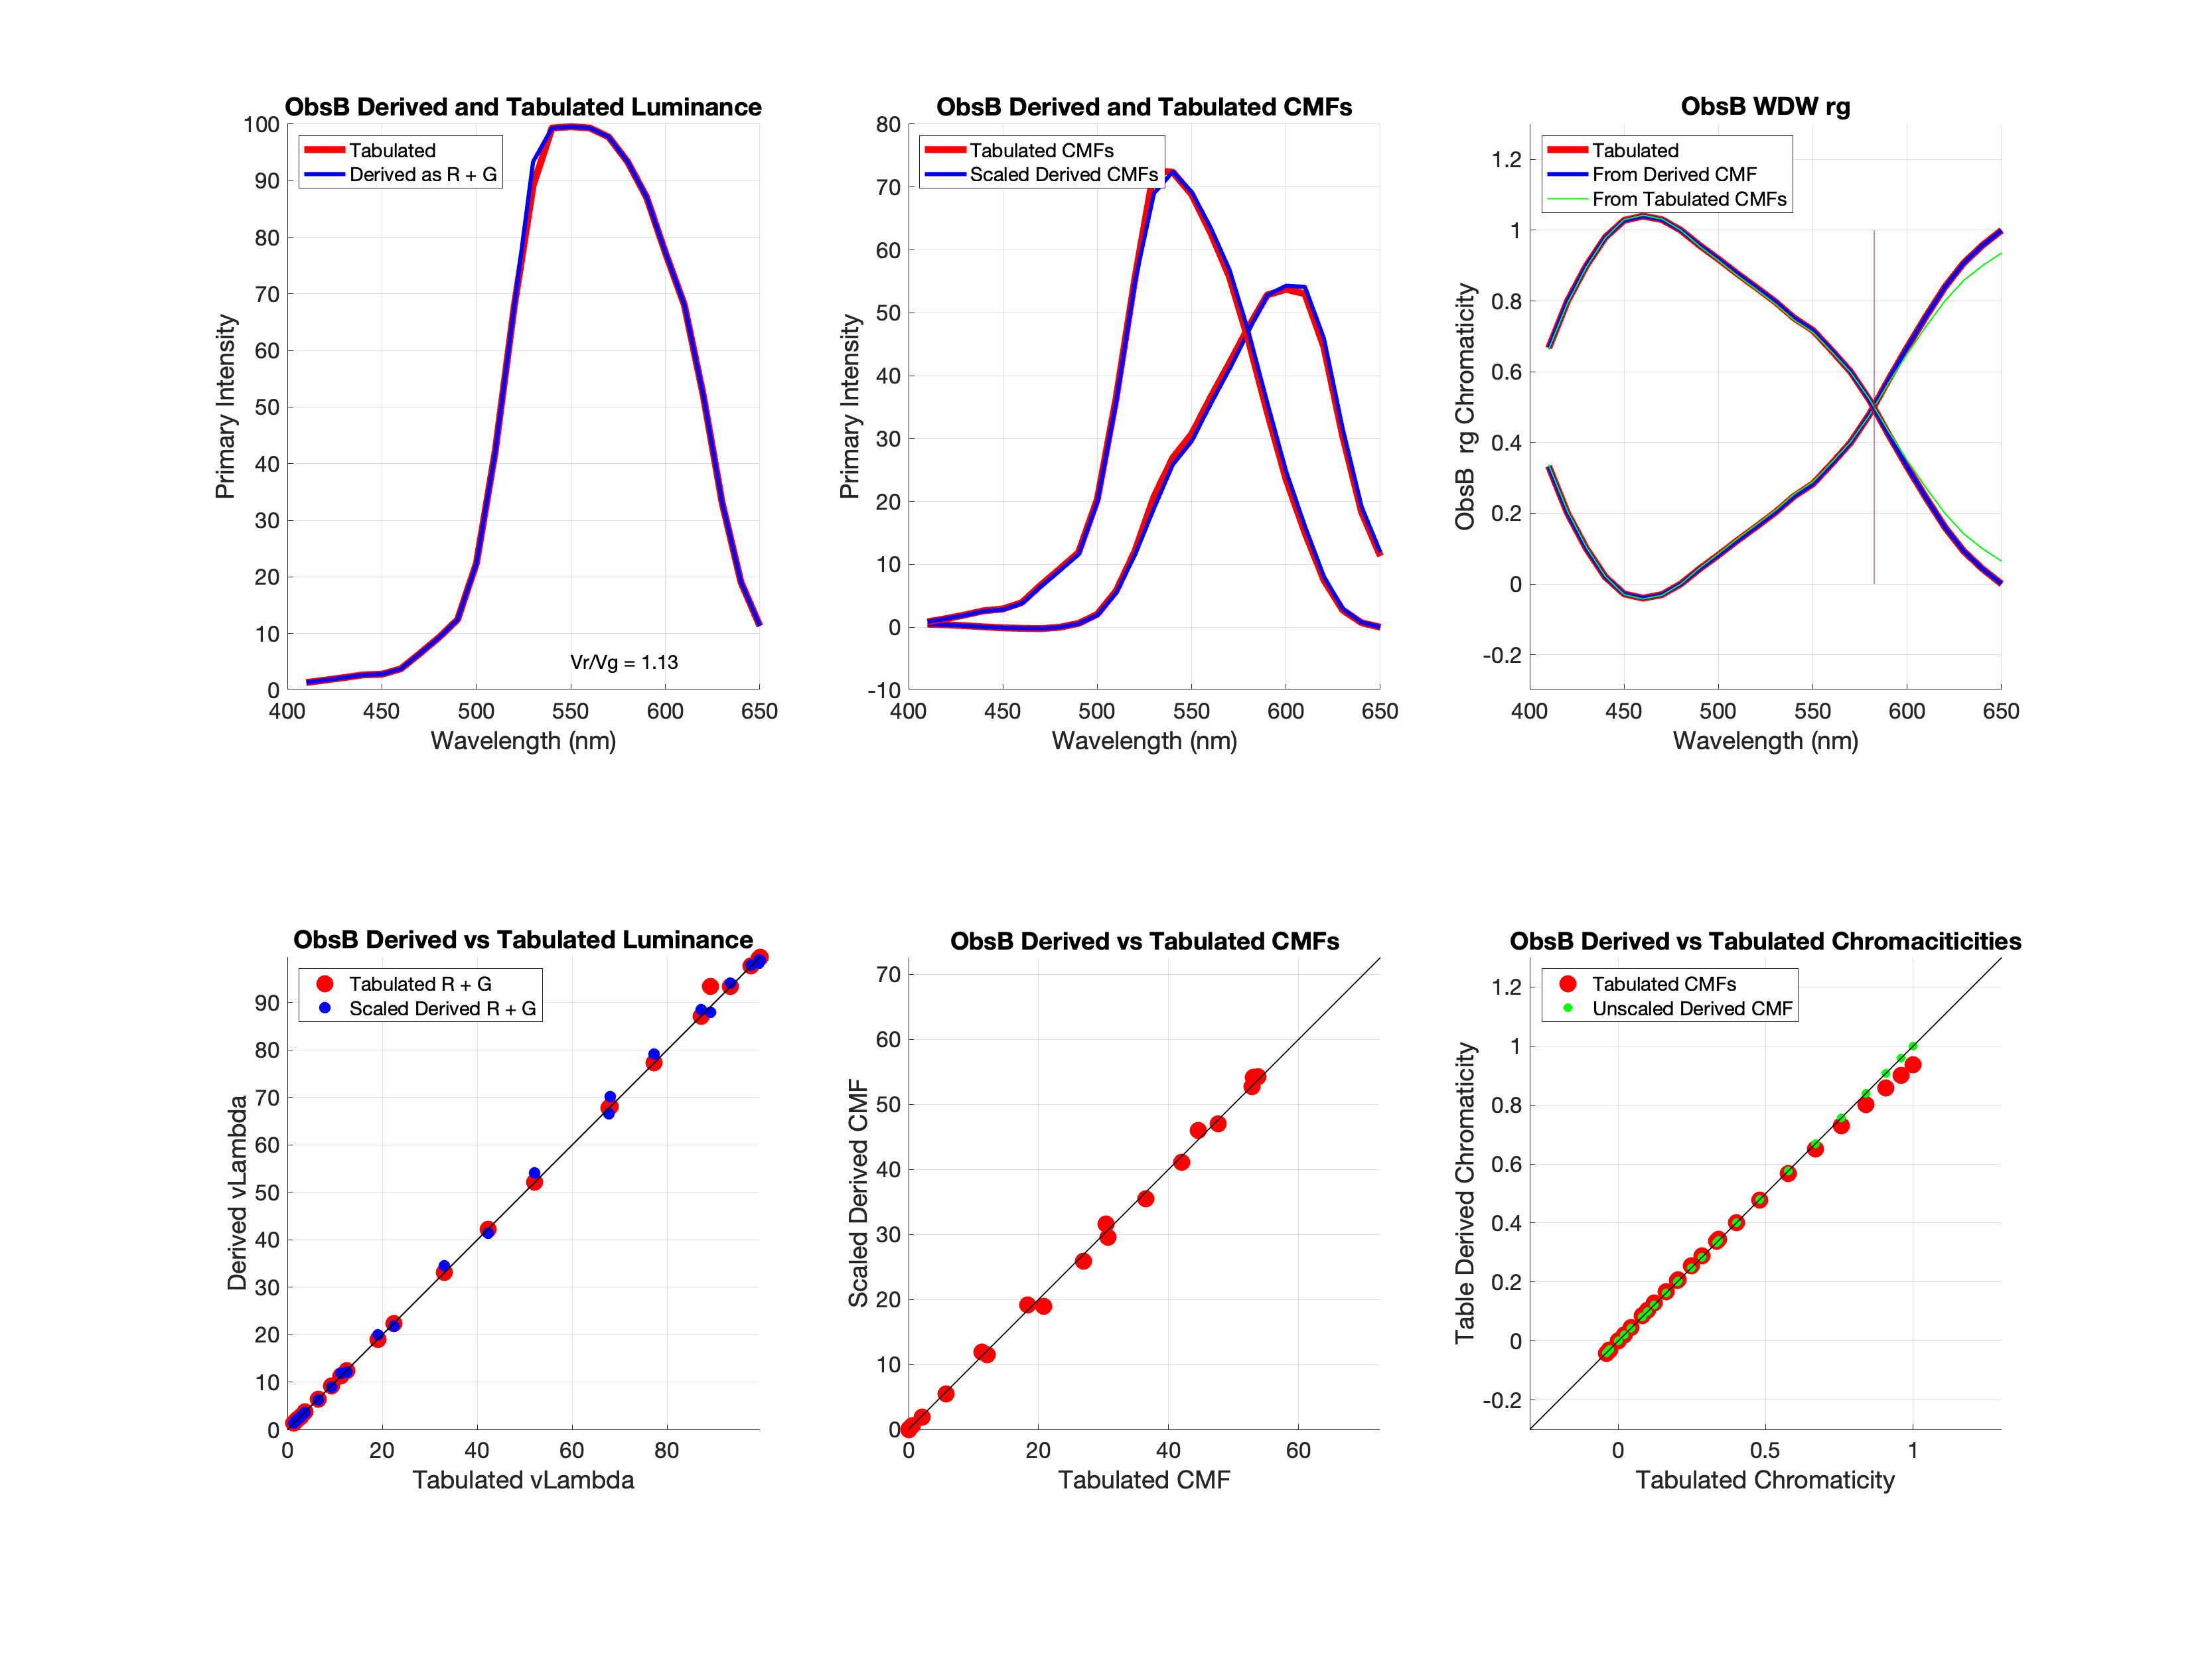 ObsB Derived and Tabulated Luminance
100
90
80
70
60
50
40
30
20
10
0
400 450 500 550 600 650
Primary Intensity
Wavelength (nm)
Tabulated
Derived as R + G
Vr/Vg = 1.13
ObsB Derived and Tabulated CMFs
80
70
60
50
40
30
20
10
0
-10
400 450 500 550 600 650
Primary Intensity
Wavelength (nm)
Tabulated CMFs
Scaled Derived CMFs
ObsB WDW rg
1.2
1
0.8
0.6
0.4
0.2
0
-0.2
400 450 500 550 600 650
ObsB rg Chromaticity
Wavelength (nm)
Tabulated
From Derived CMF
From Tabulated CMFs
ObsB Derived vs Tabulated Luminance
90
80
70
60
50
40
30
20
10
0
0 20 40 60 80
Derived vLambda
Tabulated vLambda
Tabulated R + G
Scaled Derived R + G
ObsB Derived vs Tabulated CMFs
70
60
50
40
30
20
10
0
0 20 40 60
Scaled Derived CMF
Tabulated CMF
ObsB Derived vs Tabulated Chromaciticities
1.2
1
0.8
0.6
0.4
0.2
0
-0.2
0 0.5 1
Table Derived Chromaticity
Tabulated Chromaticity
Tabulated CMFs
Unscaled Derived CMF